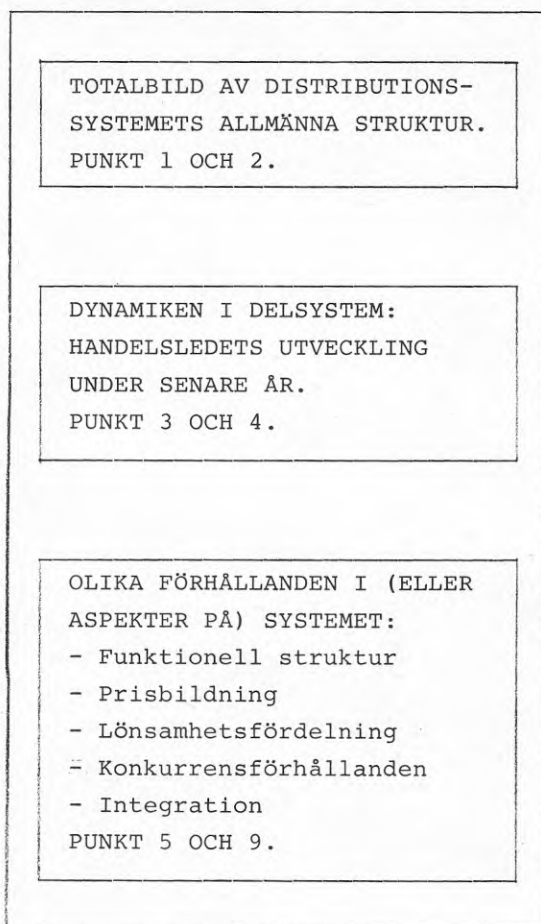 TOTALBILD AV DISTRIBUTIONS-
SYSTEMETS ALLMÄNNA STRUKTUR.
PUNKT 1 OCH 2.
DYNAMIKEN I DELSYSTEM:
HANDELSLEDETS UTVECKLING
UNDER SENARE ÅR.
PUNKT 3 OCH 4.
OLIKA FÖRHÅLLANDEN I (ELLER
ASPEKTER PÅ) SYSTEMET:
- Funktionell struktur
- Prisbildning
- Lönsamhetsfördelning
- Konkurrensförhållanden
- Integration
PUNKT 5 OCH 9.